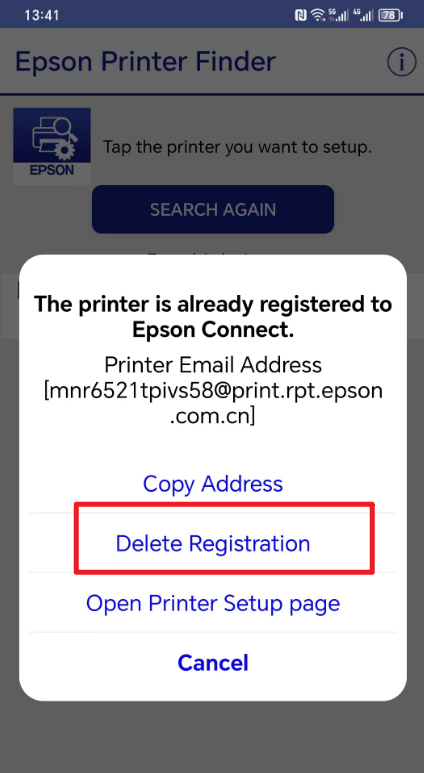 13:41
5G
4G
78
Epson Printer Finder
i
EPSON
Tap the printer you want to setup.
SEARCH AGAIN
The printer is already registered to
Epson Connect.
Printer Email Address
[mnr6521tpivs58@print.rpt.epson
.com.cn]
Copy Address
Delete Registration
Open Printer Setup page
Cancel